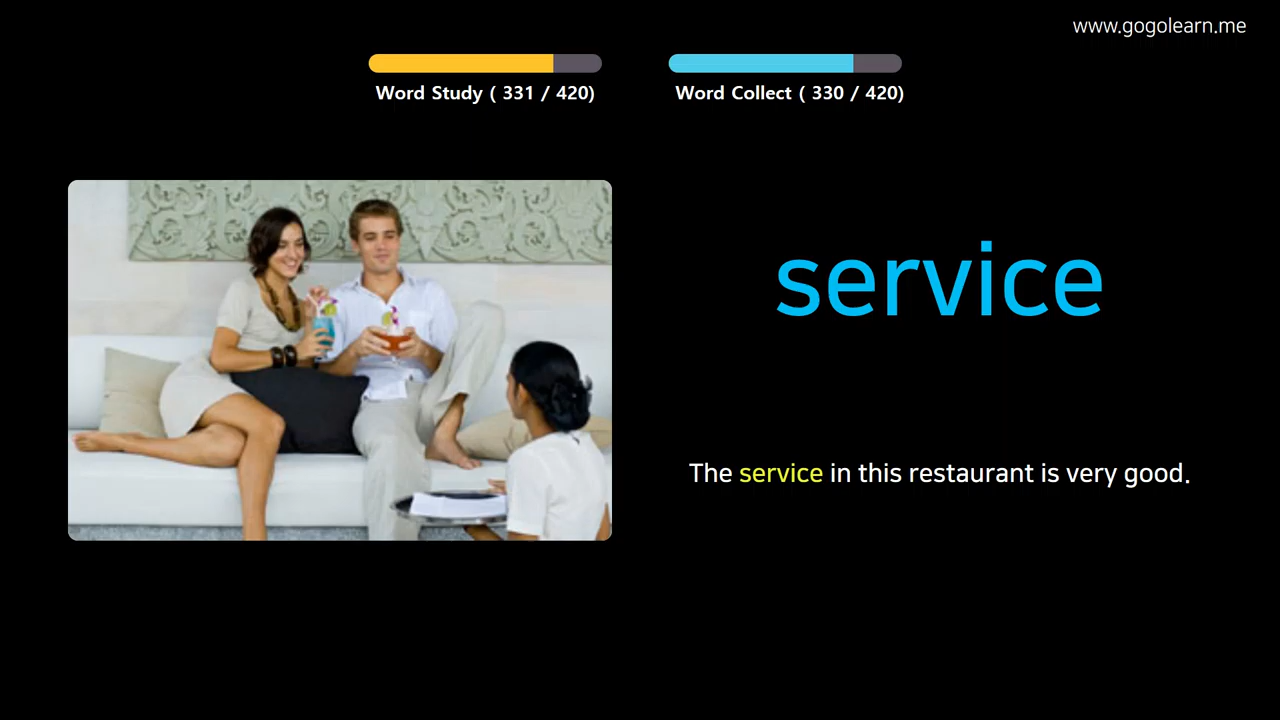 www.gogolearn.me
Word Study ( 331 / 420)
Word Collect ( 330 / 420)
service
The service in this restaurant is very good.